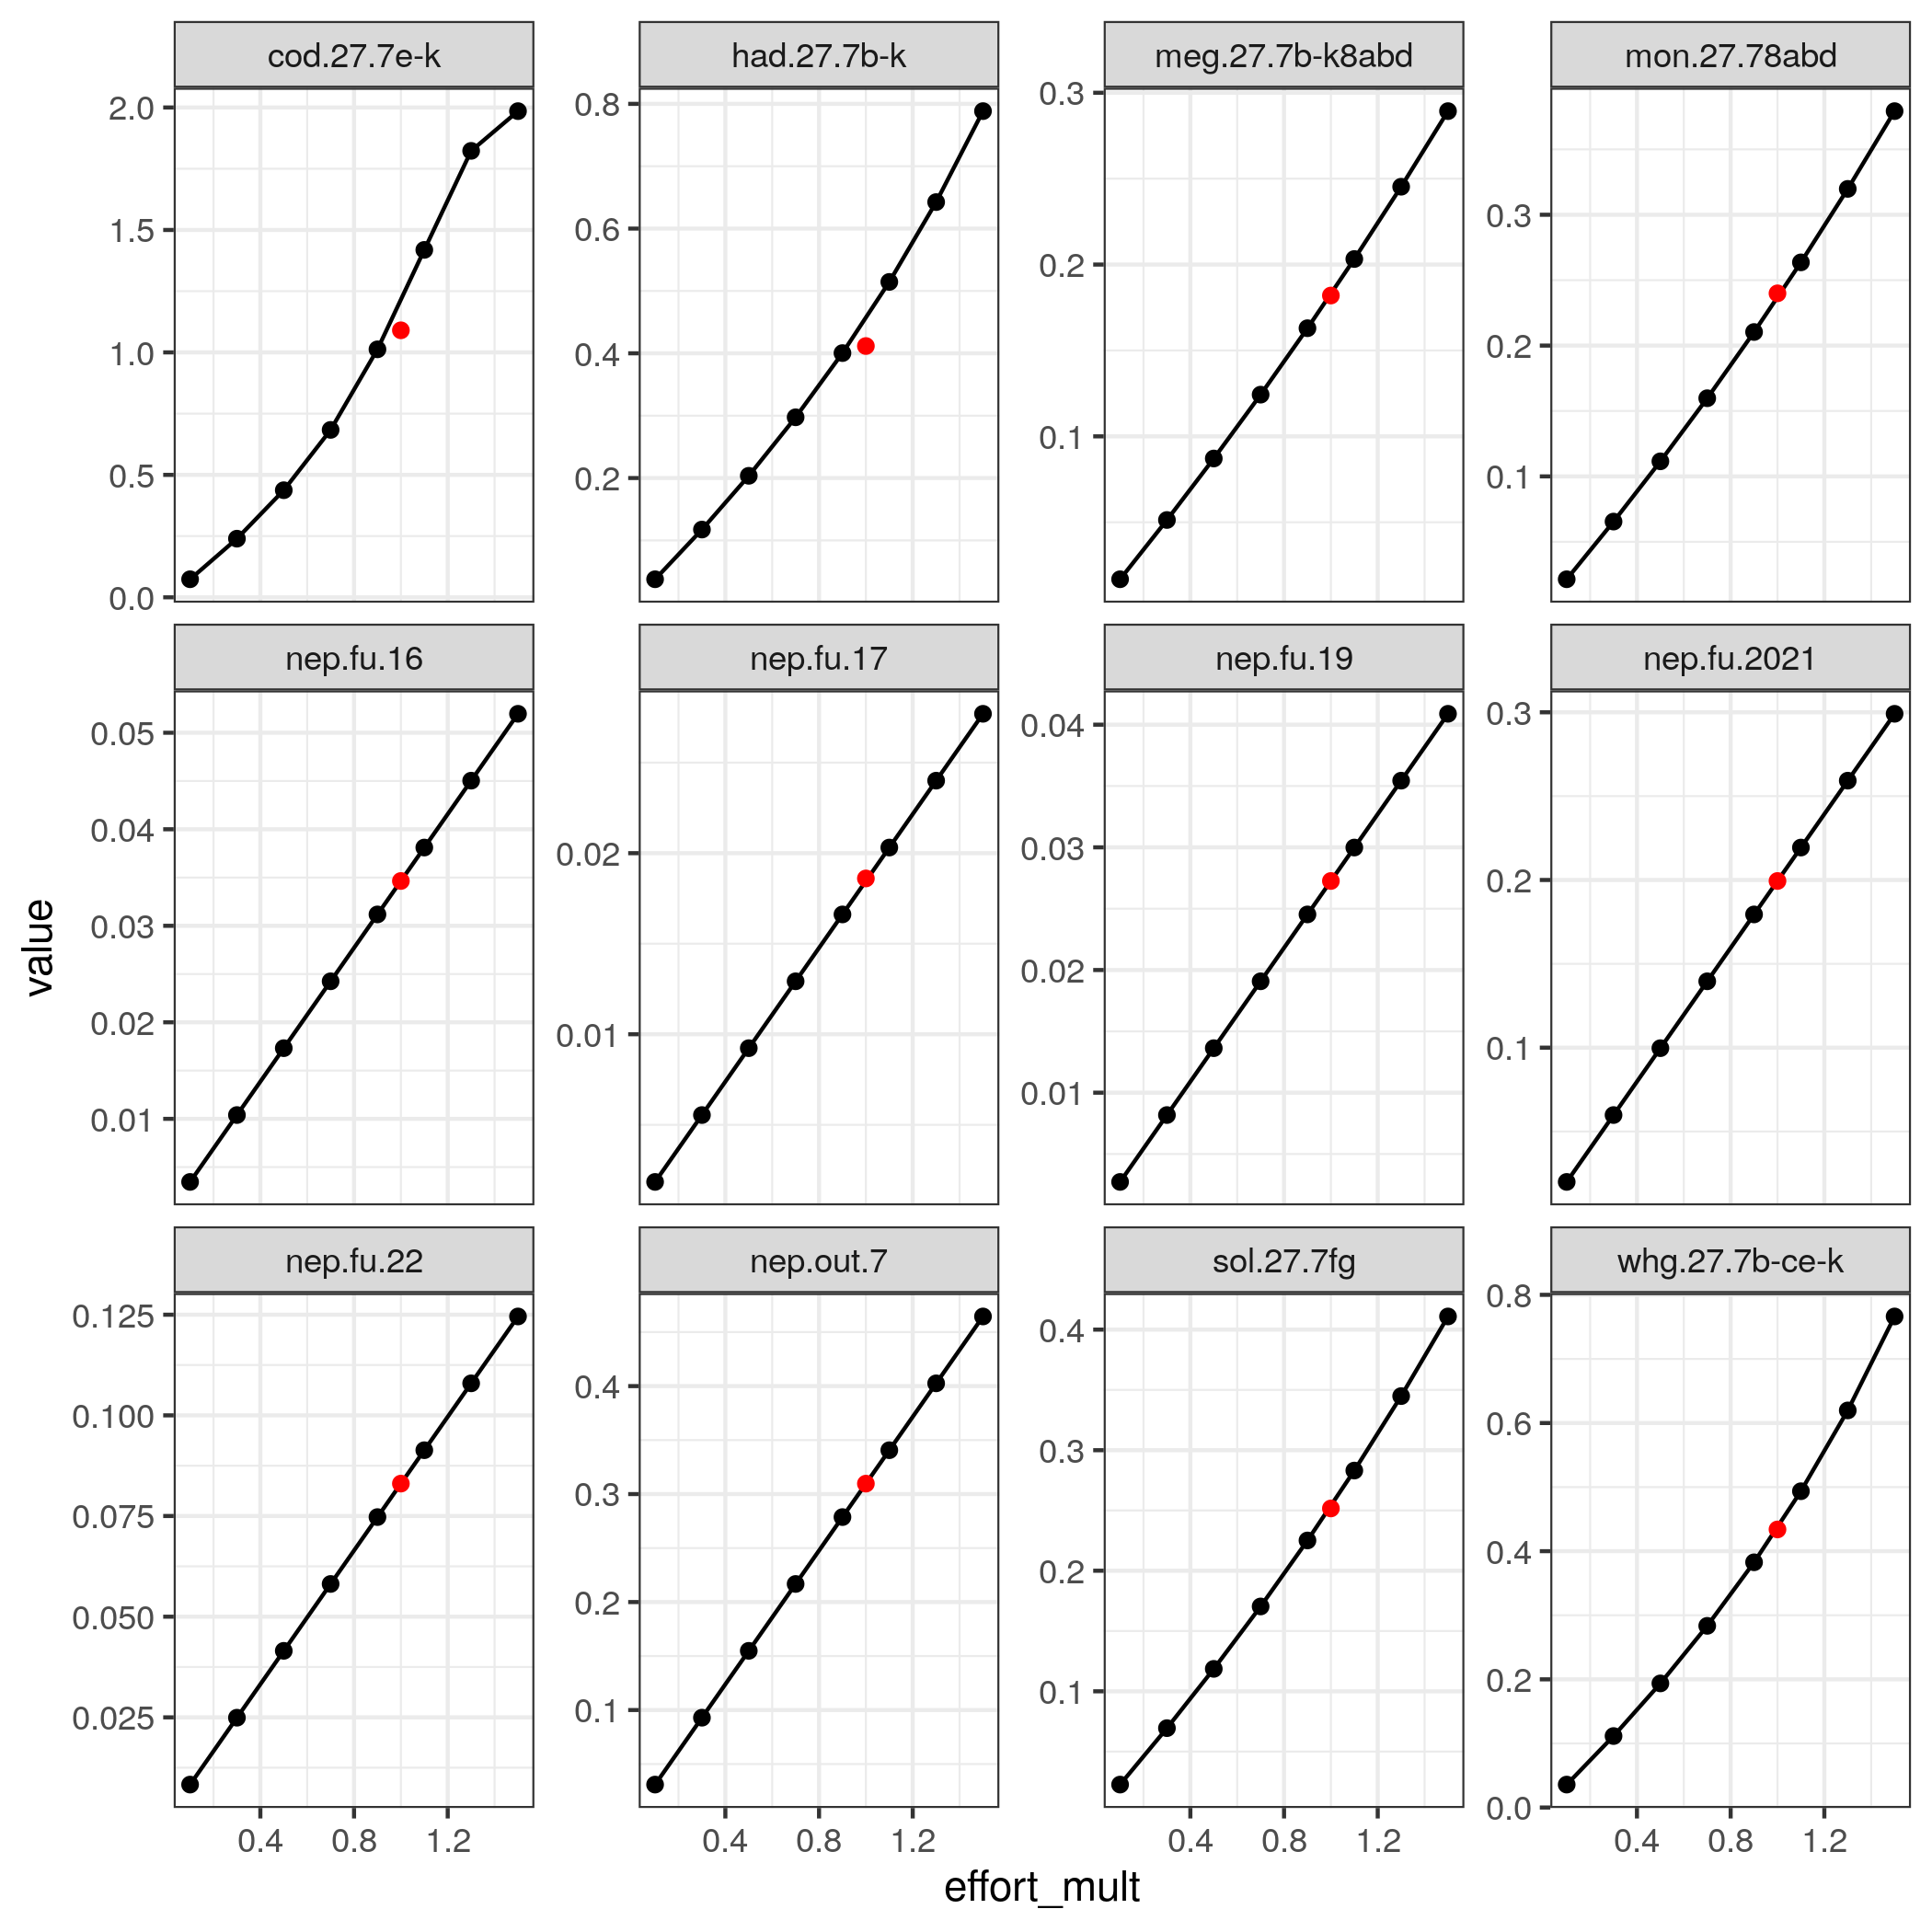 cod.27.7e-k
had.27.7b-k
meg.27.7b-k8abd
mon.27.78abd
2.0
1.5
1.0
0.5
0.0
0.8
0.6
0.4
0.2
0.3
0.2
0.1
0.3
0.2
0.1
nep.fu.16
nep.fu.17
nep.fu.19
nep.fu.2021
0.05
0.04
0.03
0.02
0.01
0.02
0.01
0.04
0.03
0.02
0.01
0.3
0.2
0.1
value
nep.fu.22
nep.out.7
sol.27.7fg
whg.27.7b-ce-k
0.125
0.100
0.075
0.050
0.025
0.4
0.3
0.2
0.1
0.4
0.3
0.2
0.1
0.8
0.6
0.4
0.2
0.0
0.4 0.8 1.2
0.4 0.8 1.2
0.4 0.8 1.2
0.4 0.8 1.2
effort_mult